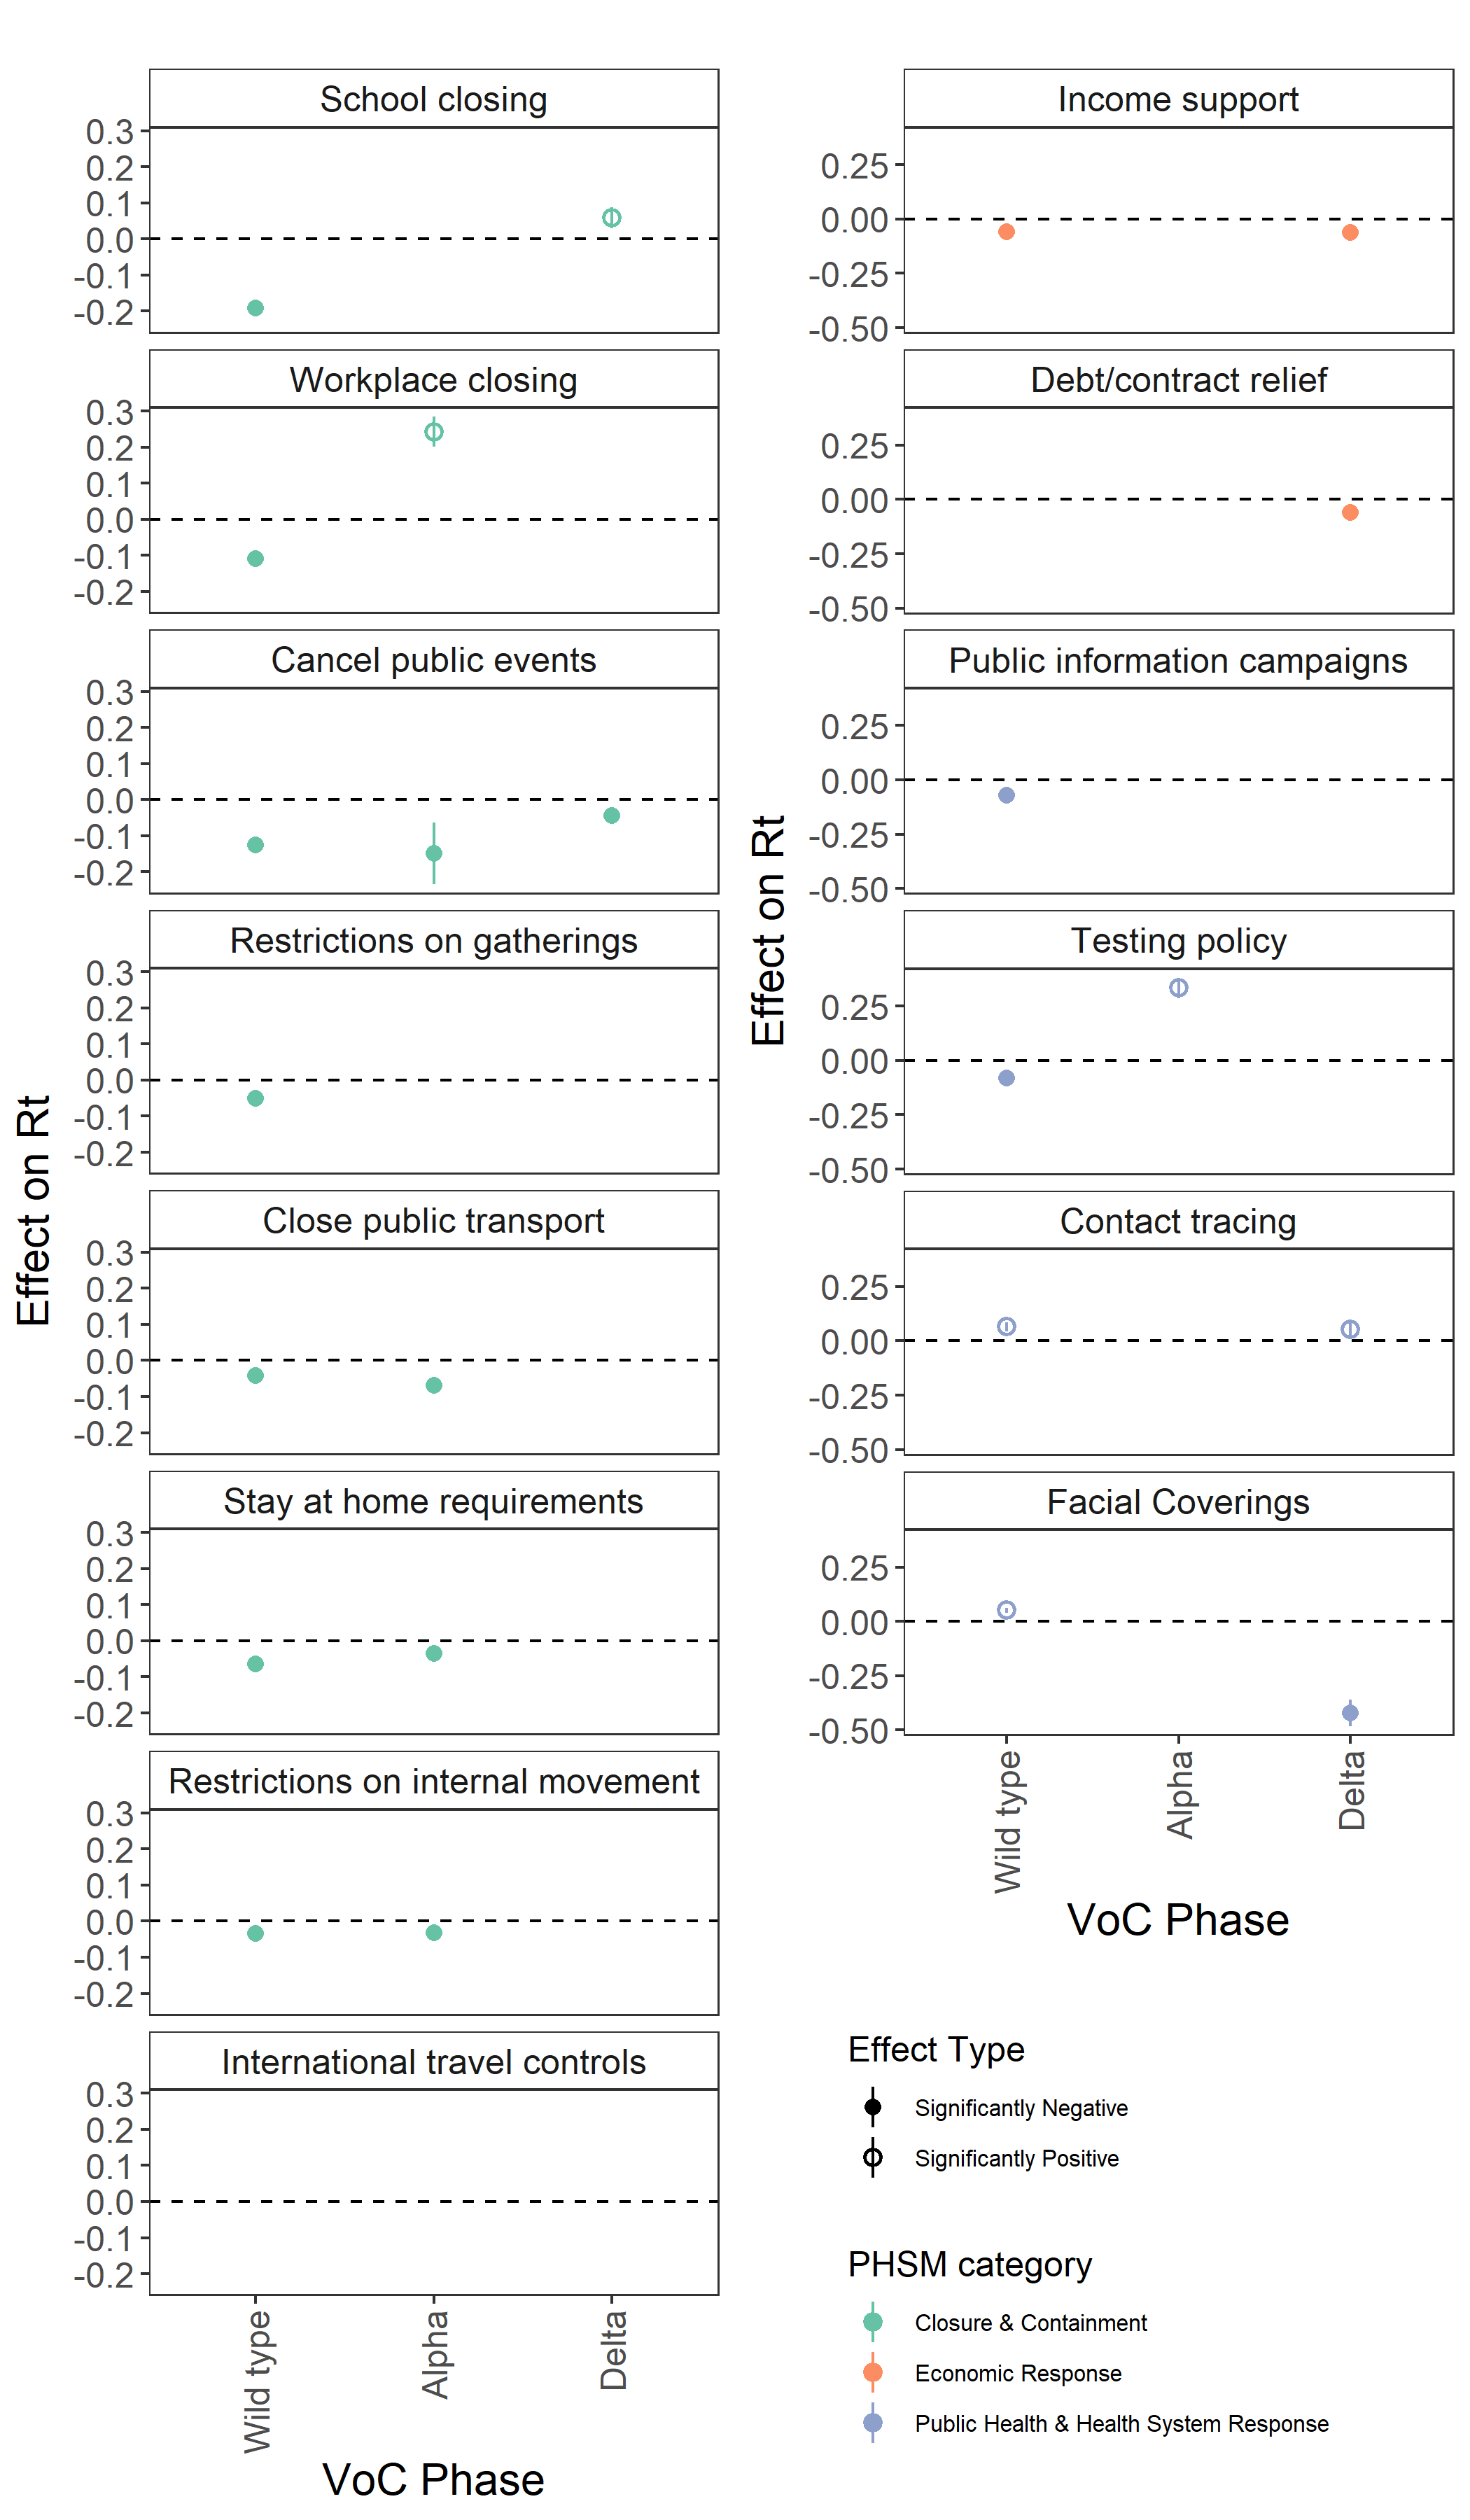 School closing
0.3
0.2
0.1
0.0
-0.1
-0.2
Workplace closing
0.3
0.2
0.1
0.0
-0.1
-0.2
Cancel public events
0.3
0.2
0.1
0.0
-0.1
-0.2
Restrictions on gatherings
0.3
0.2
0.1
0.0
-0.1
-0.2
Close public transport
0.3
0.2
0.1
0.0
-0.1
-0.2
Stay at home requirements
0.3
0.2
0.1
0.0
-0.1
-0.2
Restrictions on internal movement
0.3
0.2
0.1
0.0
-0.1
-0.2
International travel controls
0.3
0.2
0.1
0.0
-0.1
-0.2
Effect on Rt
Wild type
Alpha
Delta
VoC Phase
Income support
0.25
0.00
-0.25
-0.50
Debt/contract relief
0.25
0.00
-0.25
-0.50
Public information campaigns
0.25
0.00
-0.25
-0.50
Testing policy
0.25
0.00
-0.25
-0.50
Contact tracing
0.25
0.00
-0.25
-0.50
Facial Coverings
0.25
0.00
-0.25
-0.50
Effect on Rt
Wild type
Alpha
Delta
VoC Phase
Effect Type
Significantly Negative
Significantly Positive
PHSM category
Closure & Containment
Economic Response
Public Health & Health System Response